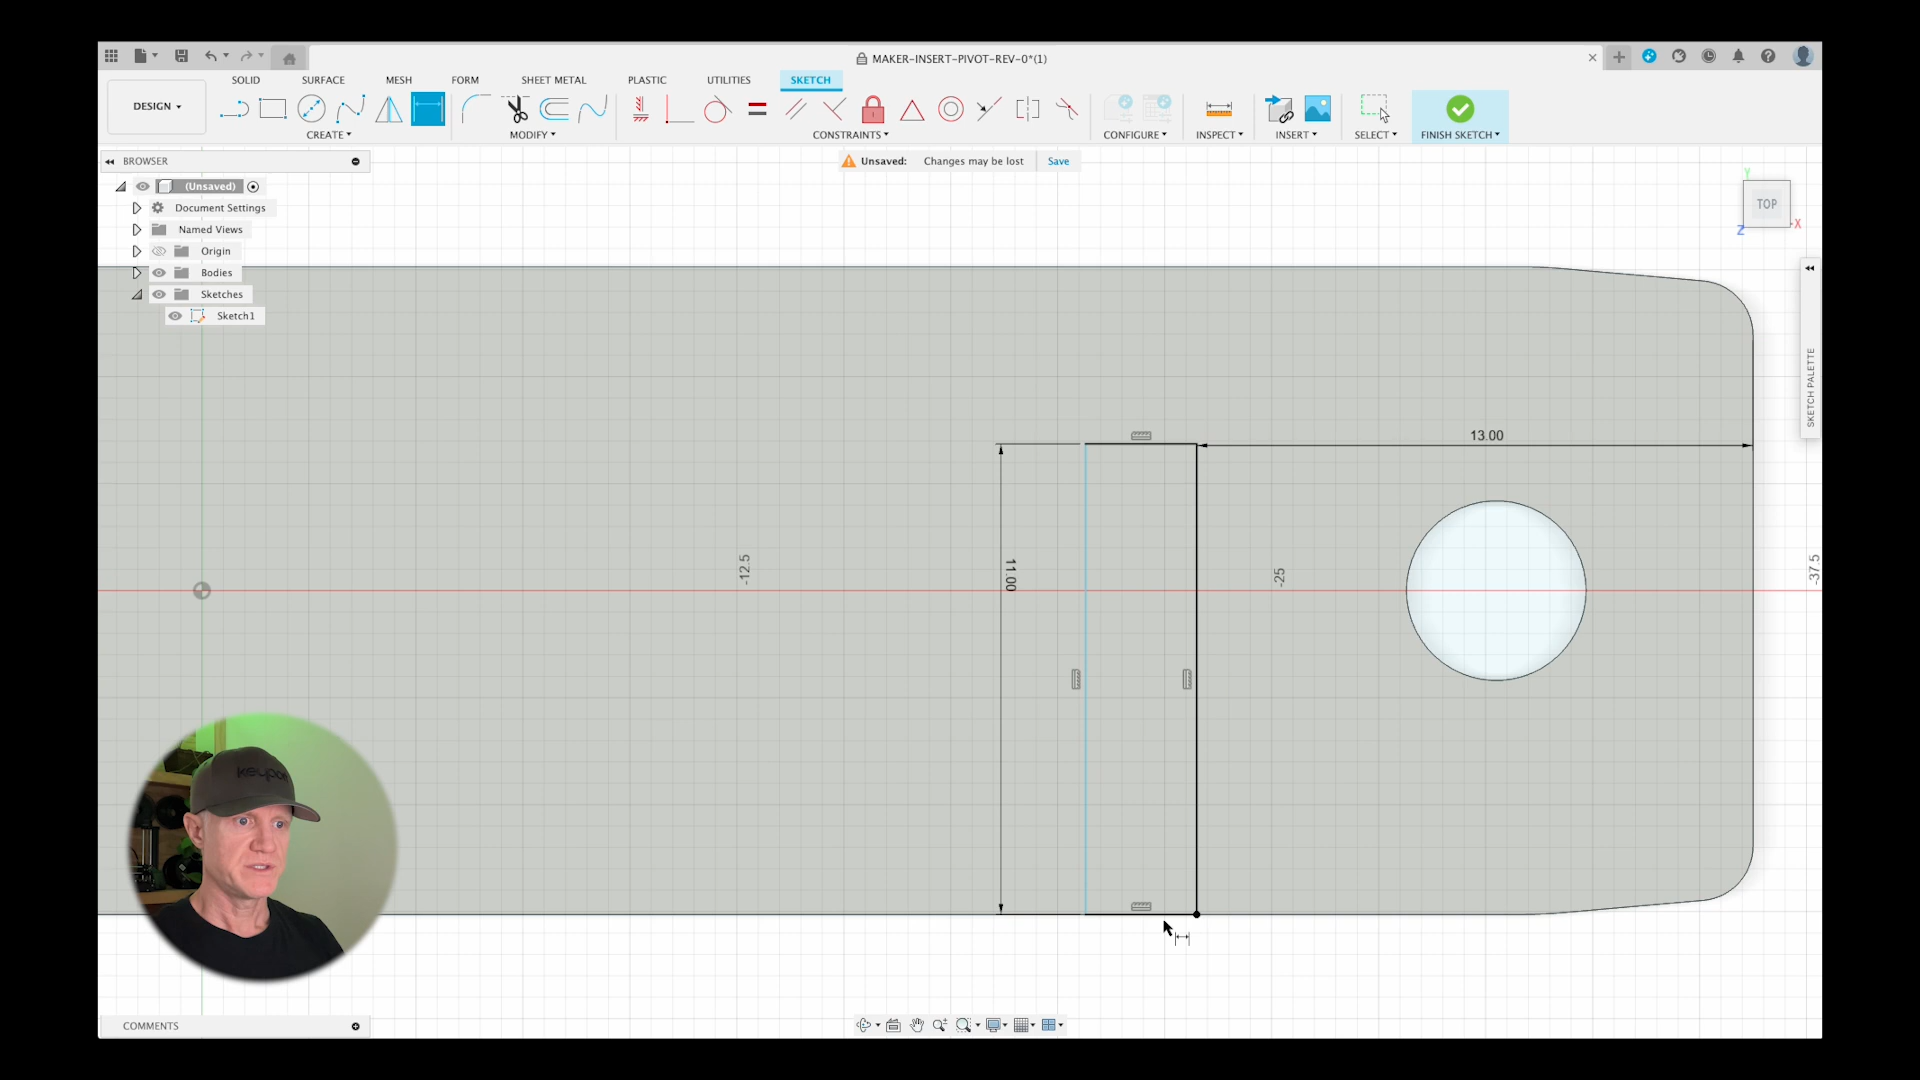 MAKER-INSERT-PIVOT-REV-0*(1)
SOLID SURFACE MESH FORM SHEET METAL PLASTIC UTILITIES SKETCH
DESIGN
CREATE MODIFY CONSTRAINTS CONFIGURE INSPECT INSERT SELECT FINISH SKETCH
BROWSER
Unsaved: Changes may be lost Save
(Unsaved)
Document Settings
Named Views
Origin
Bodies
Sketches
Sketch1
Y
TOP
X
Z
SKETCH PALETTE
13.00
11.00
-12.5
-25
-37.5
COMMENTS